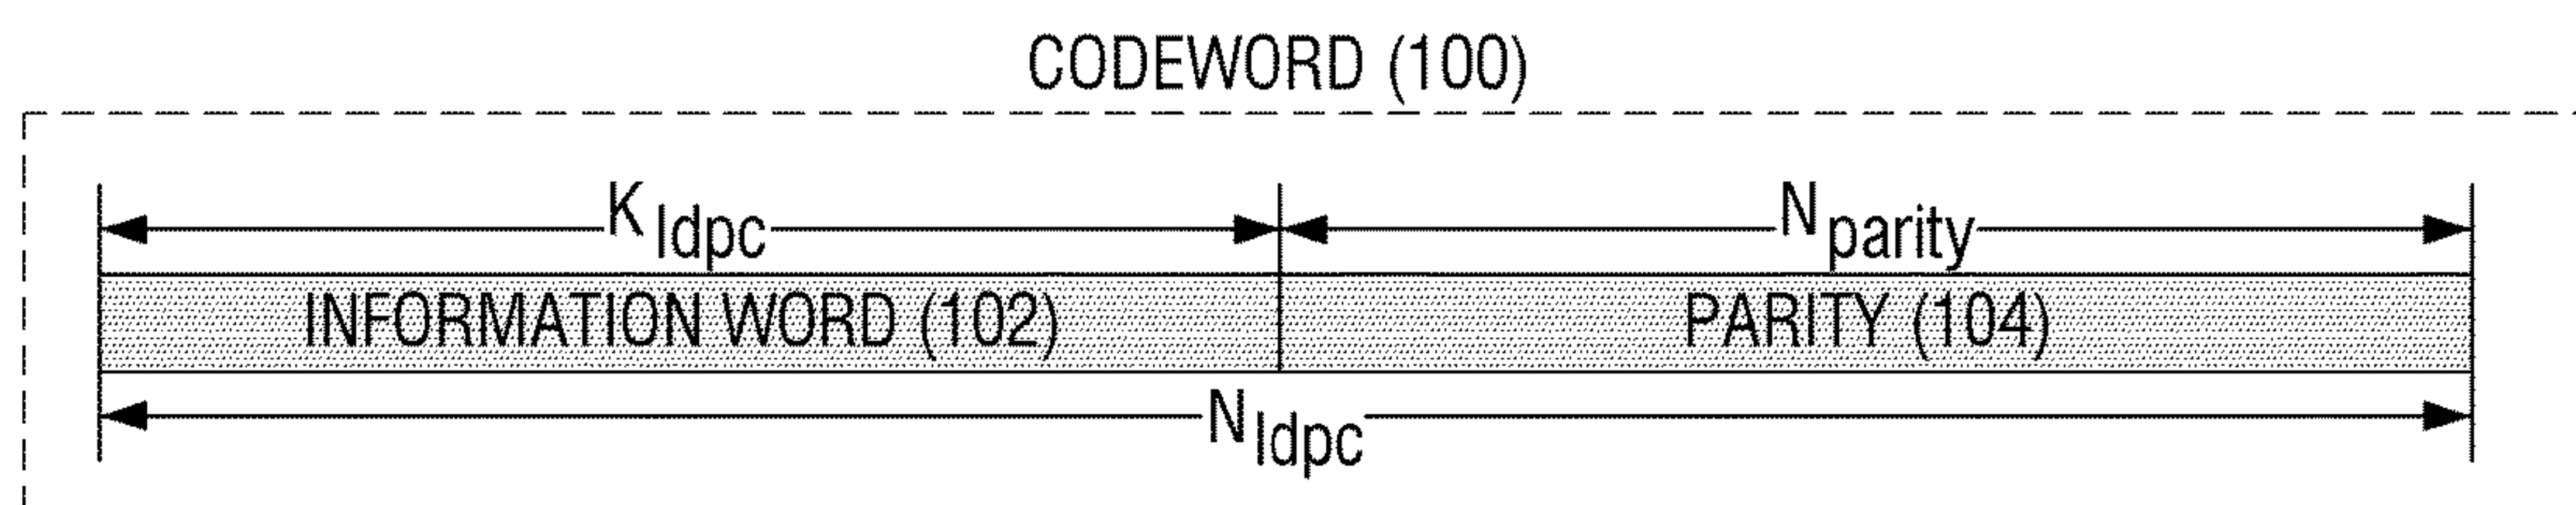 CODEWORD (100)
K ldpc N parity
INFORMATION WORD (102) PARITY (104)
N ldpc